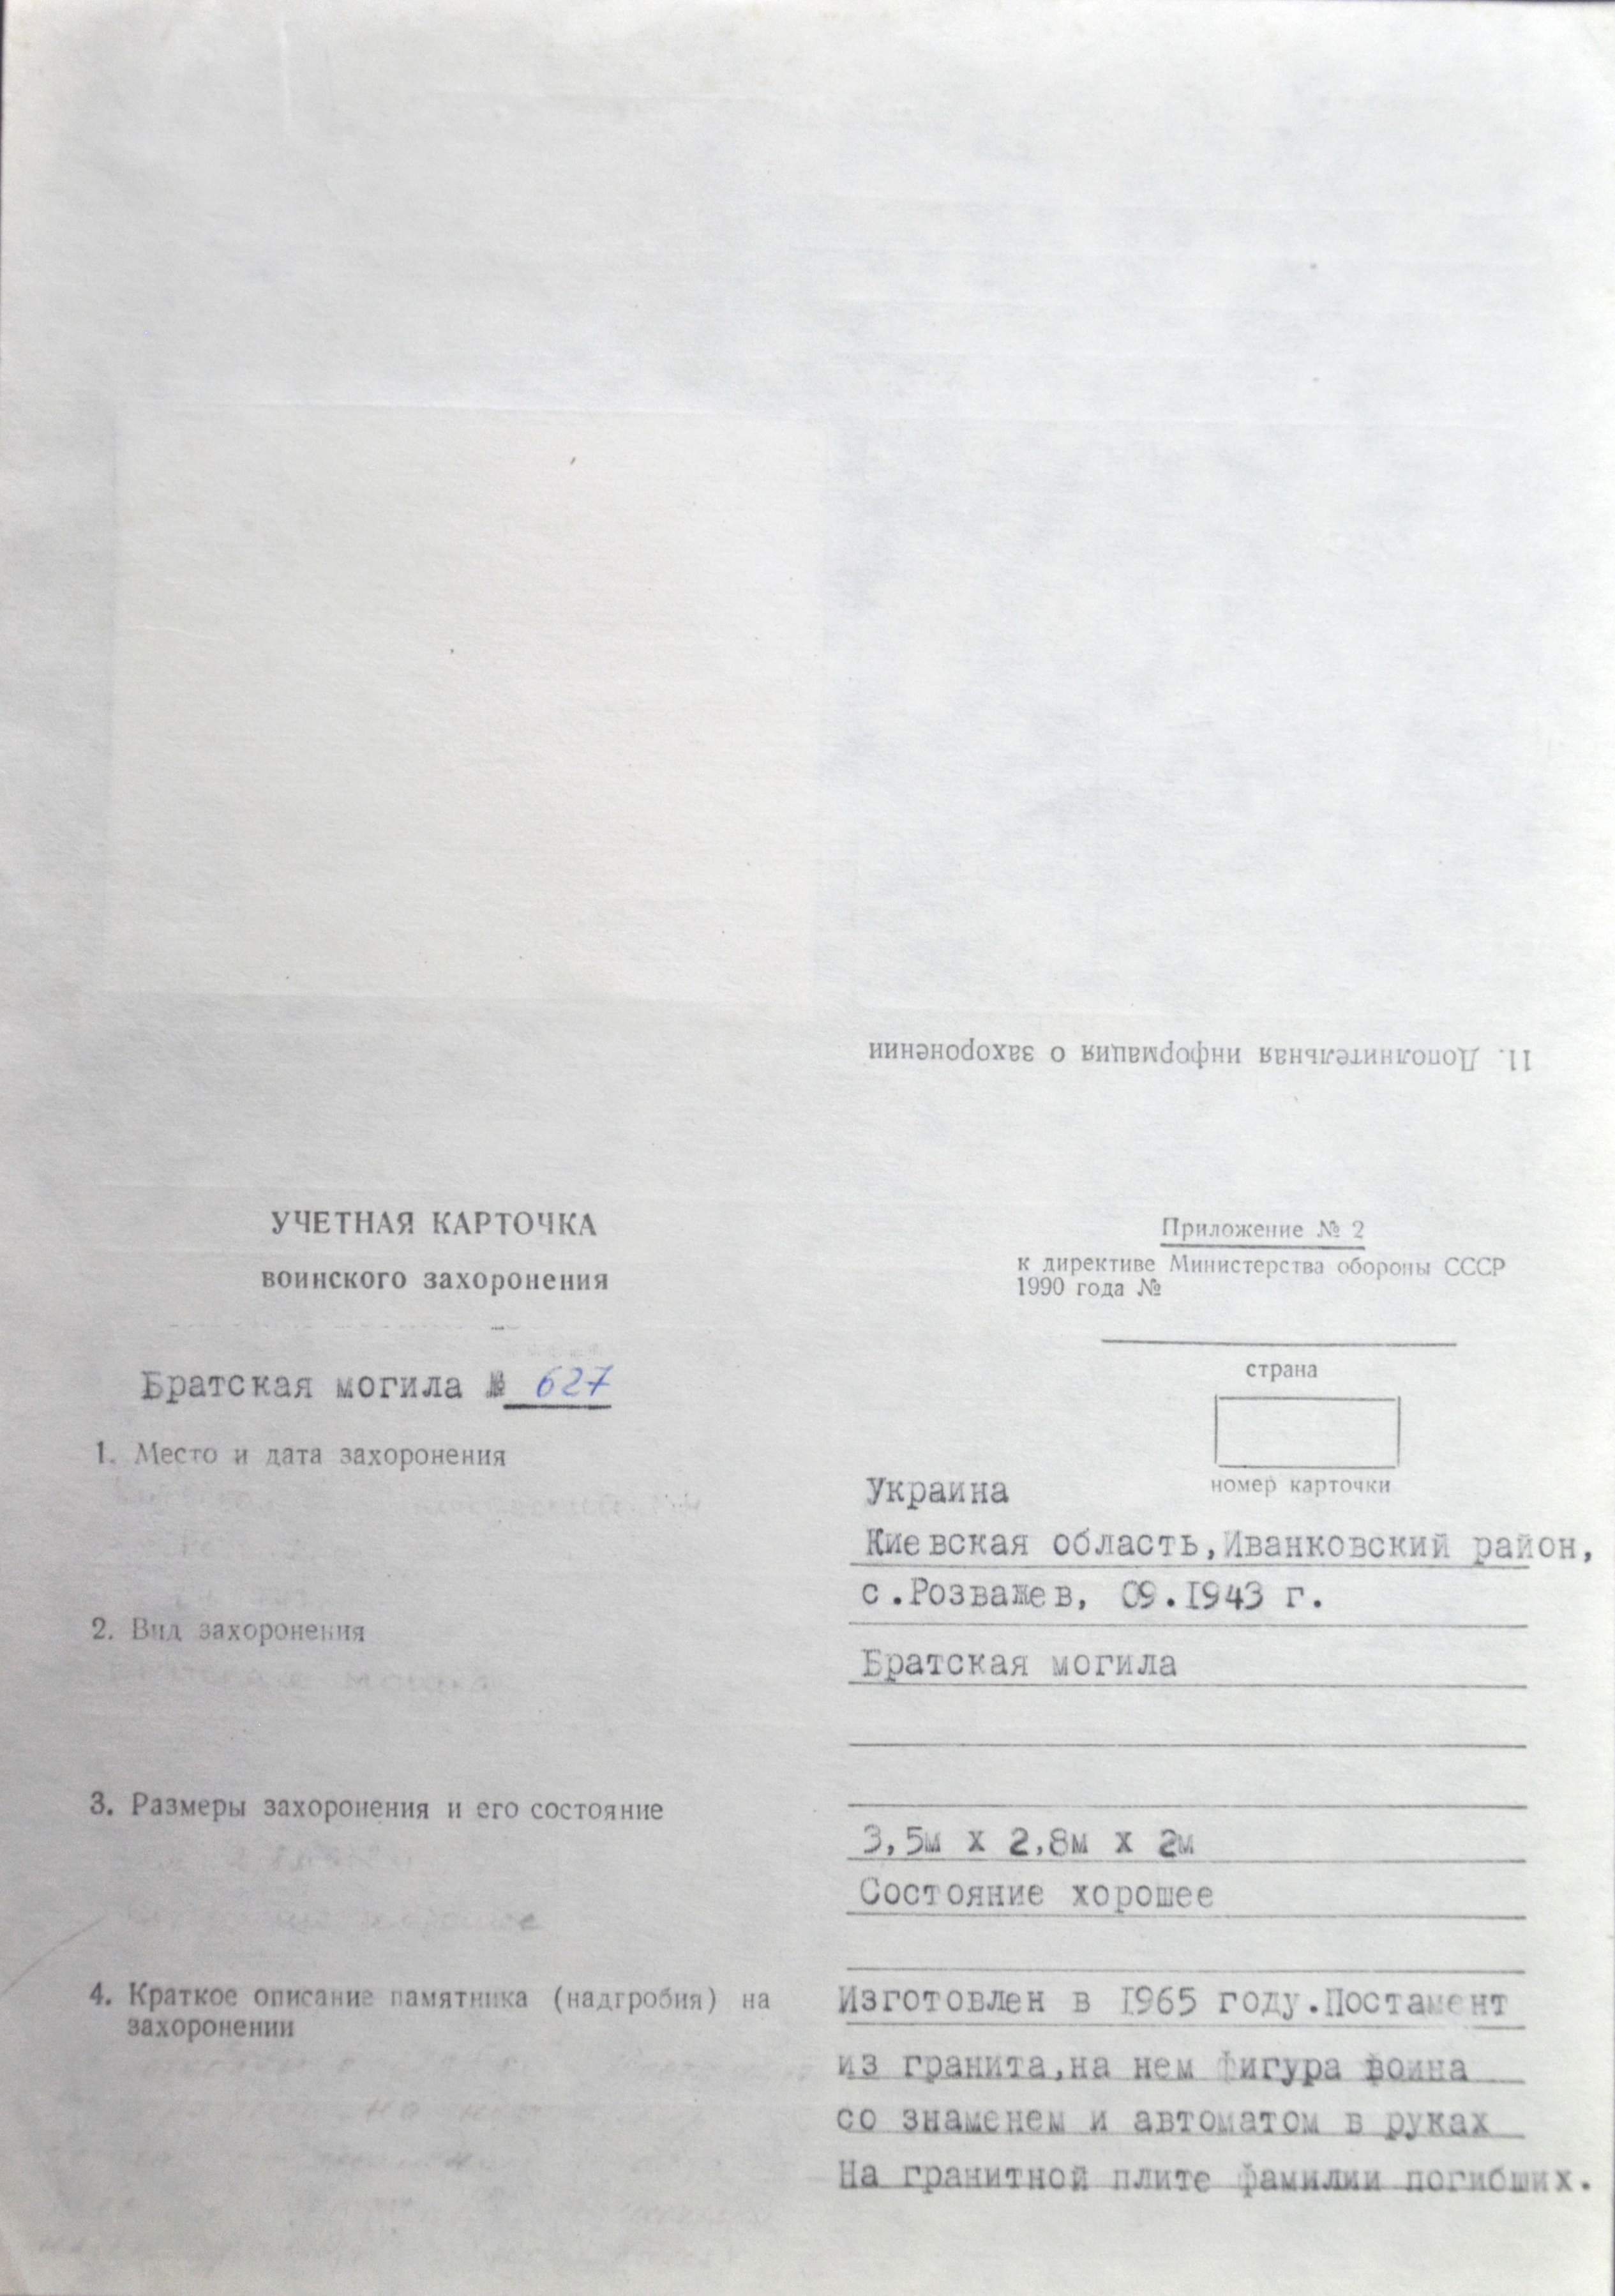 11. Дополнительная информация о захоронении
УЧЕТНАЯ КАРТОЧКА
воинского захоронения
Братская могила № 627
Приложение № 2
к директиве Министерства обороны СССР
1990 года №
страна
номер карточки
1. Место и дата захоронения
Украина
Киевская область,Иванковский район,
с.Розважев, 09.1943 г.
2. Вид захоронения
Братская могила
3. Размеры захоронения и его состояние
3,5м х 2,8м х 2м
Состояние хорошее
4. Краткое описание памятника (надгробия) на
захоронении
Изготовлен в 1965 году.Постамент
из гранита,на нем фигура воина
со знаменем и автоматом в руках
На гранитной плите фамилии погибших.